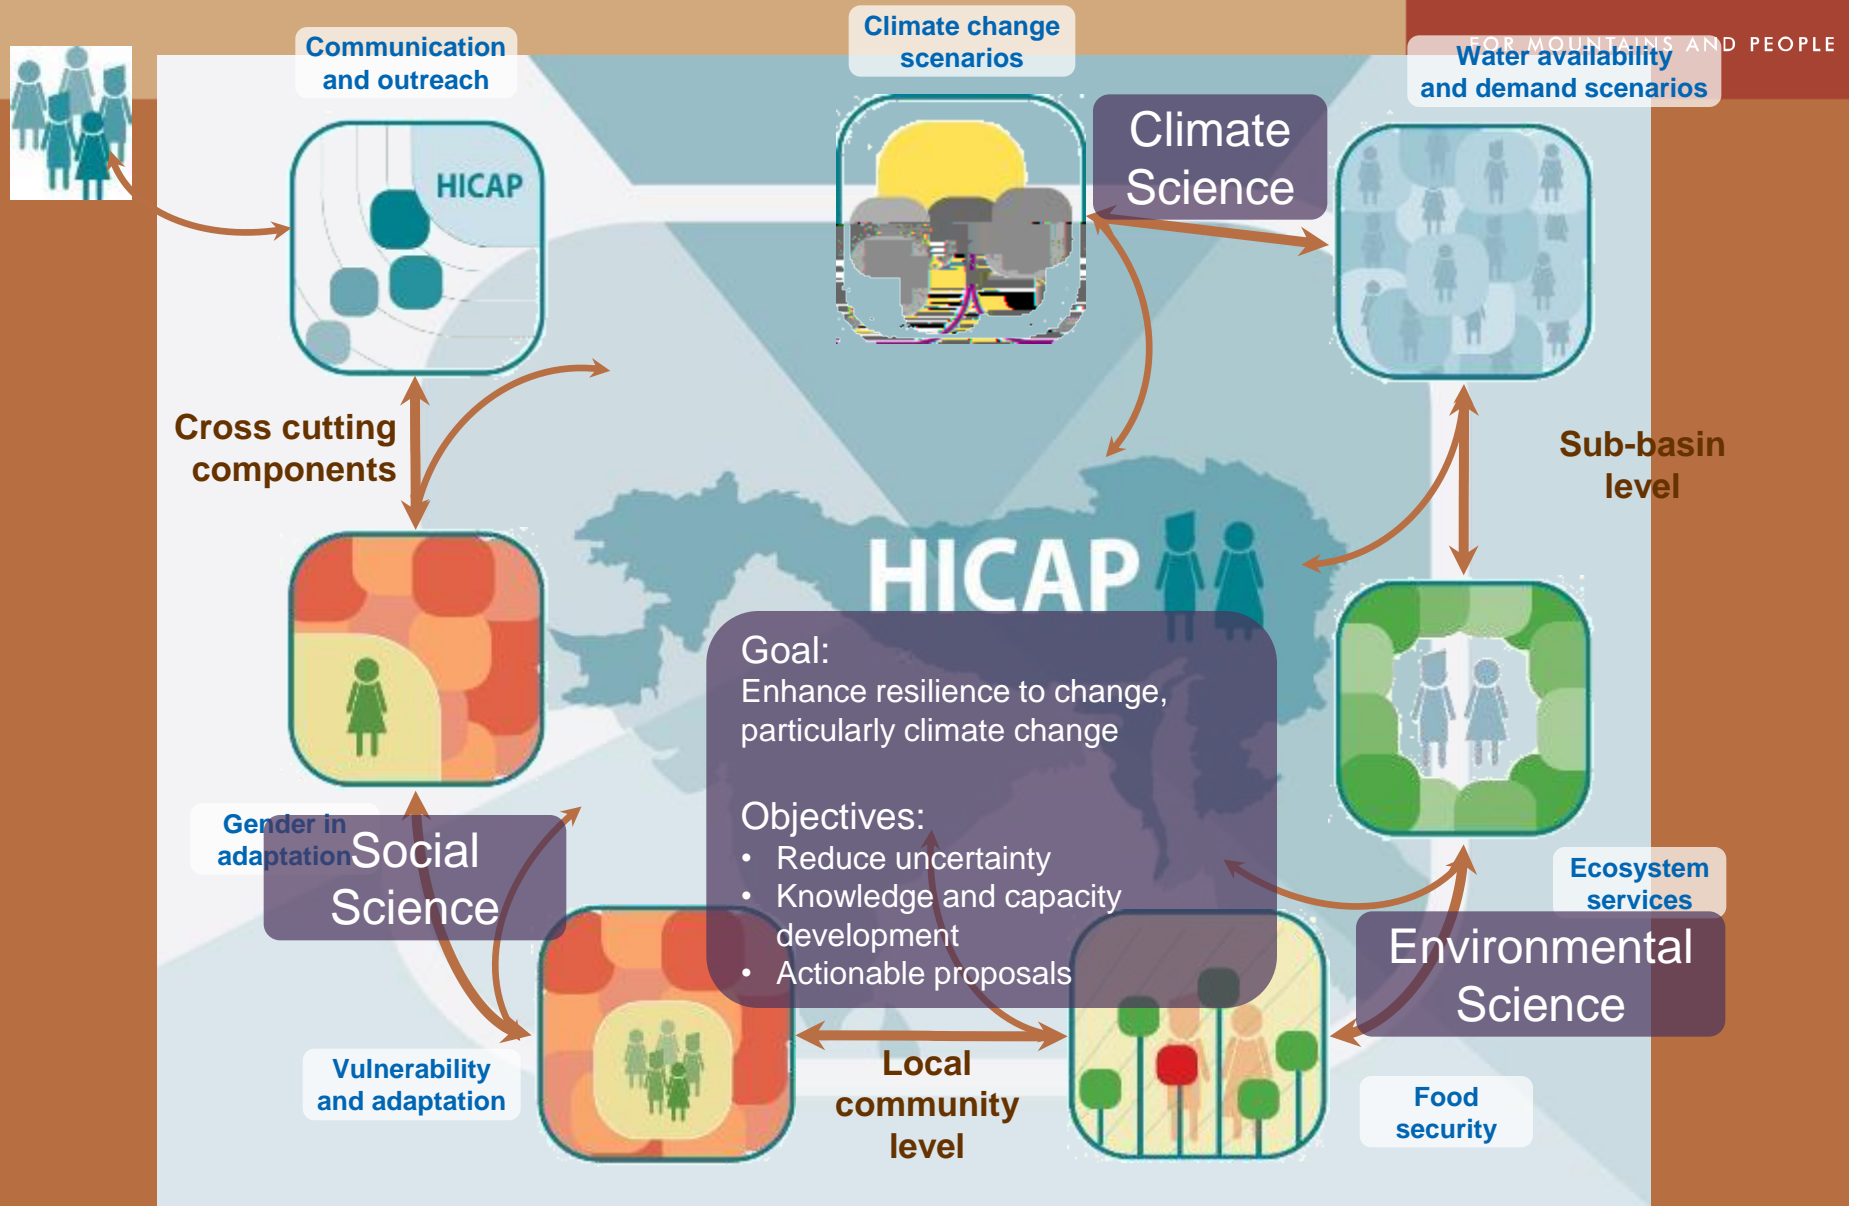 Communication
and outreach
Climate change
scenarios
FOR MOUNTAINS AND PEOPLE
Water availability
and demand scenarios
Climate
Science
HICAP
Cross cutting
components
Sub-basin
level
HICAP
Goal:
Enhance resilience to change,
particularly climate change
Objectives:
• Reduce uncertainty
• Knowledge and capacity
development
• Actionable proposals
Gender in
adaptation
Social
Science
Ecosystem
services
Environmental
Science
Vulnerability
and adaptation
Local
community
level
Food
security